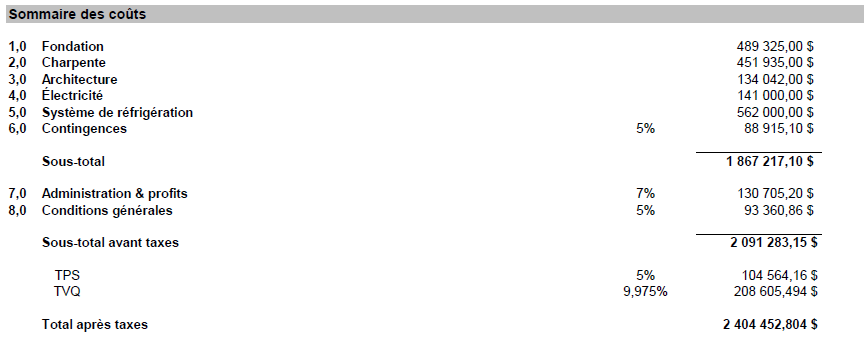 Sommaire des coûts
1,0 Fondation 489 325,00 $
2,0 Charpente 451 935,00 $
3,0 Architecture 134 042,00 $
4,0 Électricité 141 000,00 $
5,0 Système de réfrigération 562 000,00 $
6,0 Contingences 5% 88 915,10 $
Sous-total 1 867 217,10 $
7,0 Administration & profits 7% 130 705,20 $
8,0 Conditions générales 5% 93 360,86 $
Sous-total avant taxes 2 091 283,15 $
TPS 5% 104 564,16 $
TVQ 9,975% 208 605,494 $
Total après taxes 2 404 452,804 $